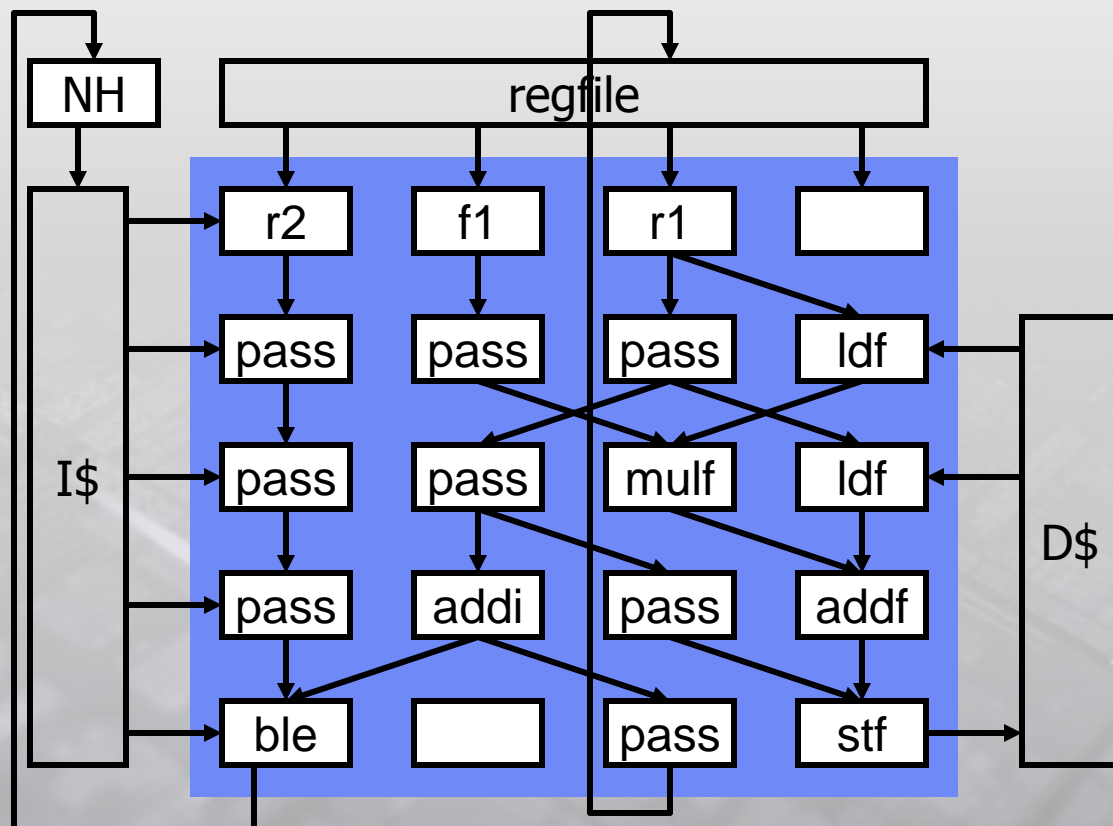 NH
regfile
r2
f1
r1
pass
pass
pass
ldf
I$
pass
pass
mulf
ldf
D$
pass
addi
pass
addf
ble
pass
stf